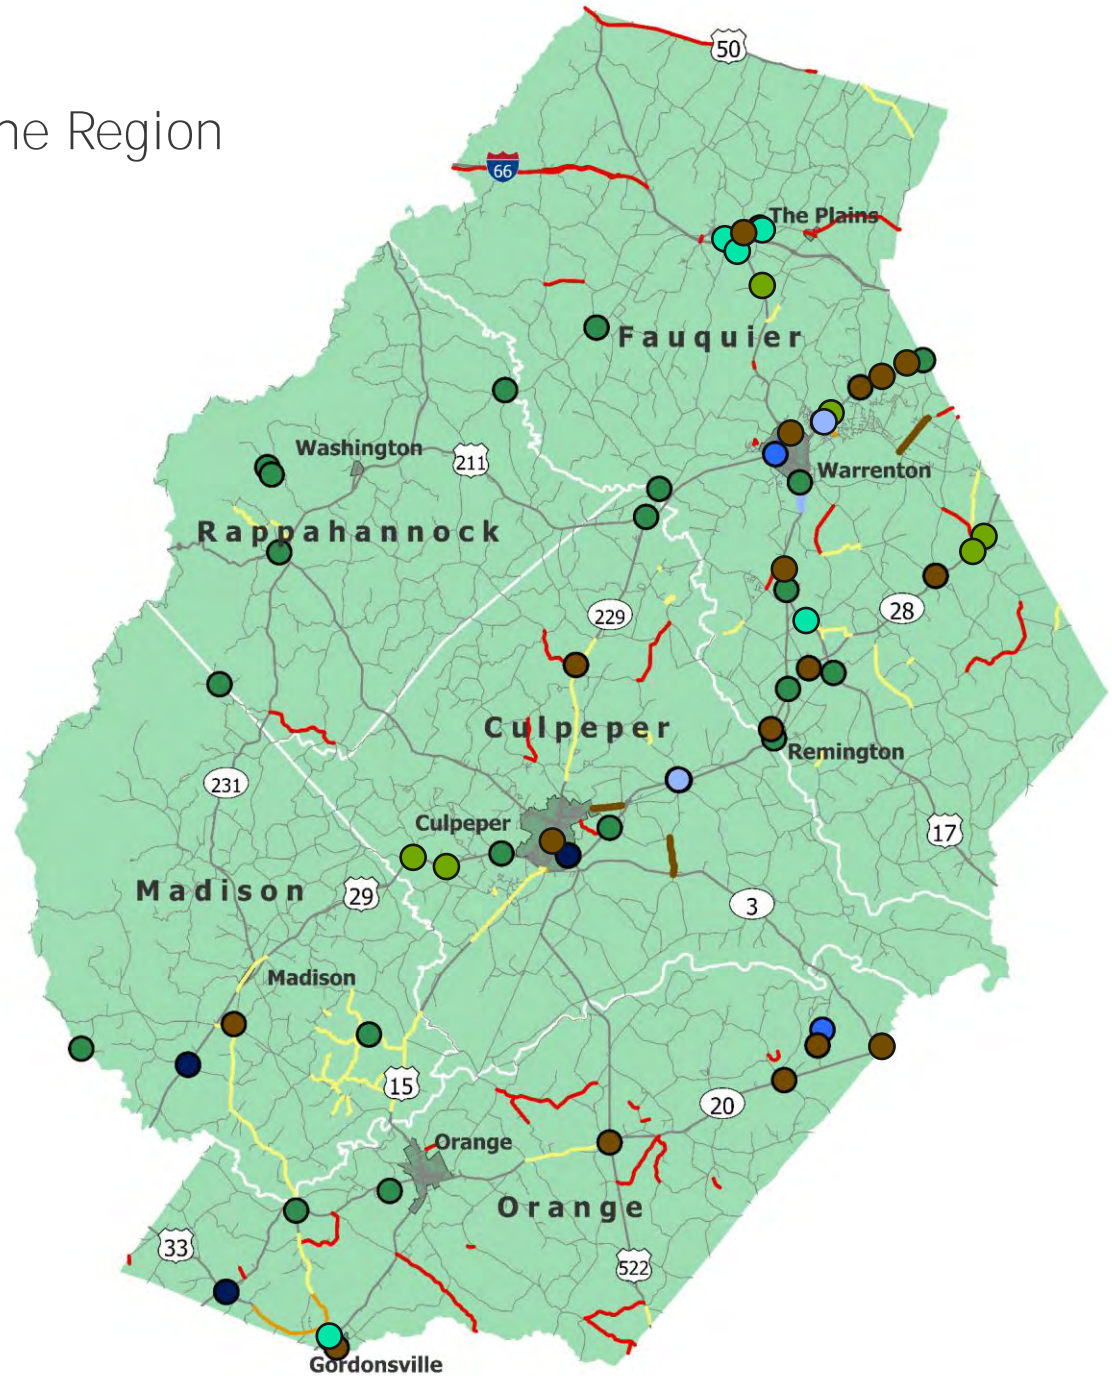 50
ne Region
66
The Plains
Fauquier
Washington
211
Warrenton
Rappahannock
28
229
Culpeper
Remington
231
Culpeper
17
Madison
29
3
Madison
15
20
Orange
Orange
33
522
Gordonsville